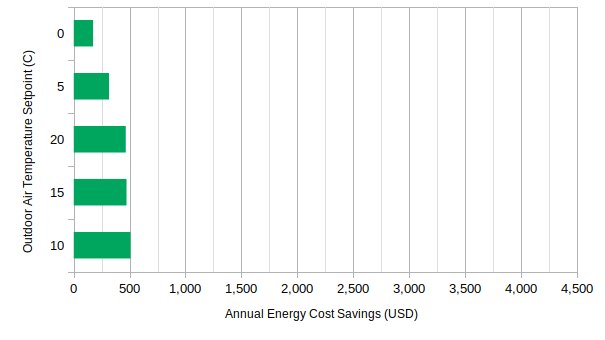 0
5
20
15
10
Outdoor Air Temperature Setpoint (C)
0 500 1,000 1,500 2,000 2,500 3,000 3,500 4,000 4,500
Annual Energy Cost Savings (USD)